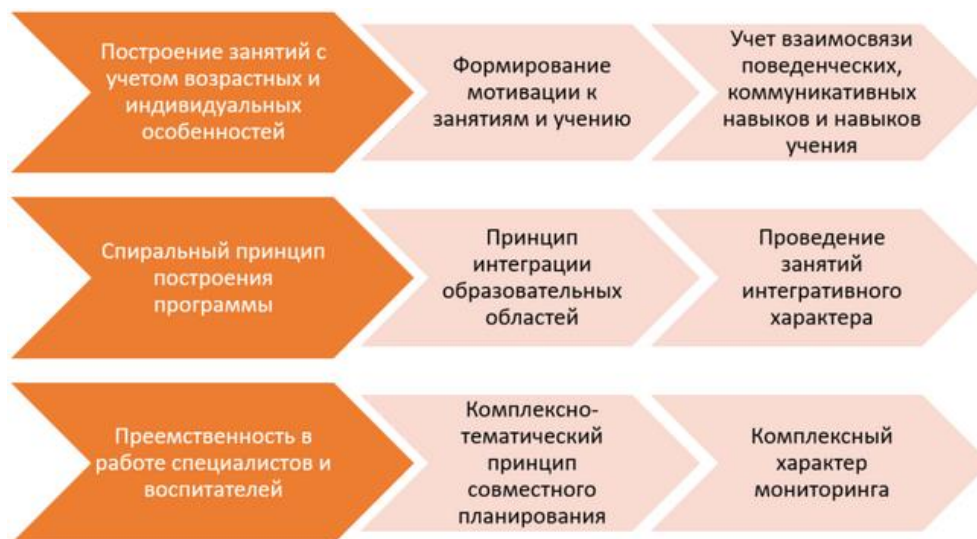 Построение занятий с
учетом возрастных и
индивидуальных
особенностей
Формирование
мотивации к
занятиям и учению
Учет взаимосвязи
поведенческих,
коммуникативных
навыков и навыков
учения
Спиральный принцип
построения
программы
Принцип
интеграции
образовательных
областей
Проведение
занятий
интегративного
характера
Преемственность в
работе специалистов и
воспитателей
Комплексно-
тематический
принцип
совместного
планирования
Комплексный
характер
мониторинга